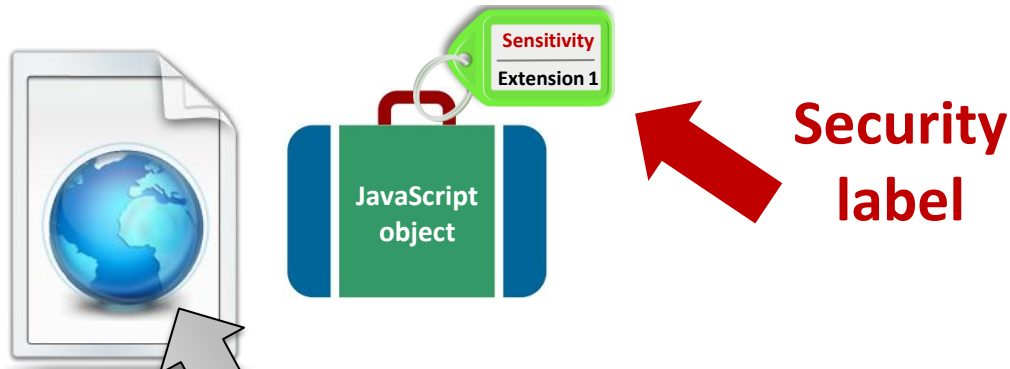 Sensitivity
Extension 1
JavaScript
object
Security
label